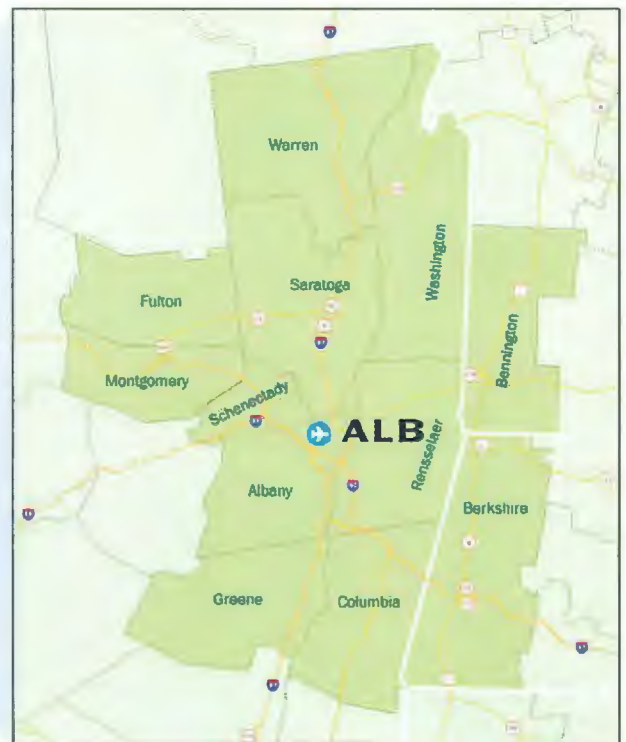 Warren
Washington
Saratoga
Fulton
Bennington
Montgomery
Schenectady
ALB
Rensselaer
Albany
Berkshire
Greene
Columbia